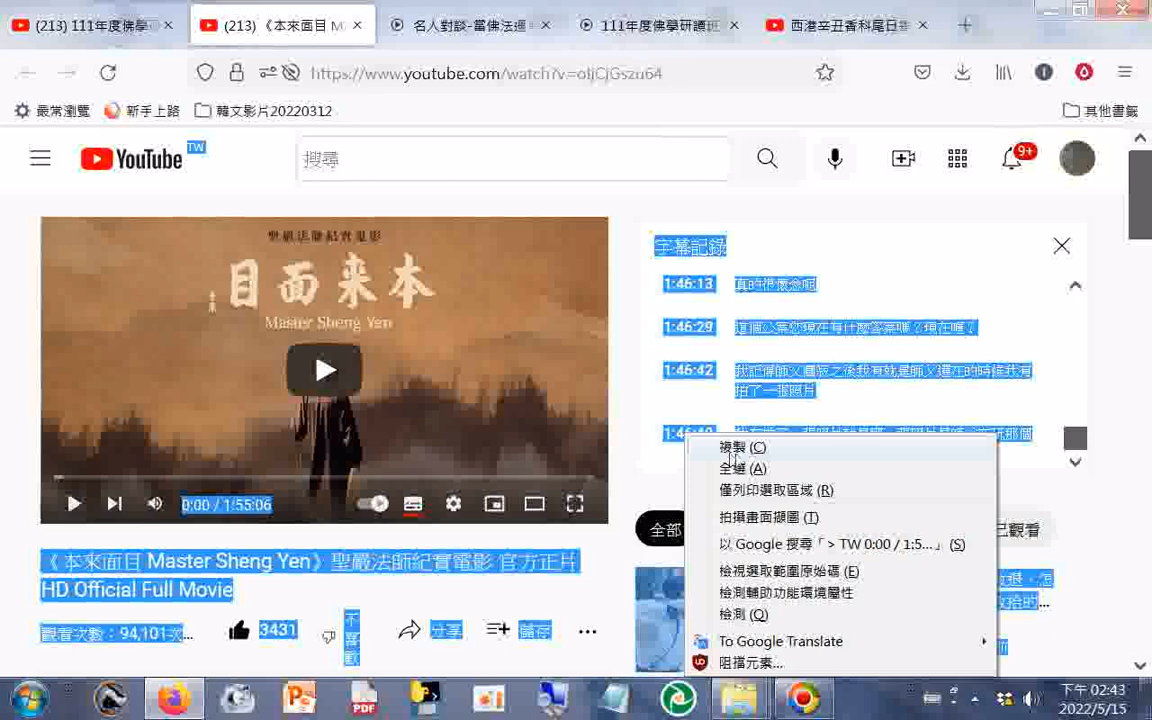 (213) 111年度佛學
(213) 《本來面目 M
名人對談-當佛法遇
111年度佛學研讀班
西港辛丑香科尾日
https://www.youtube.com/watch?v=
最常瀏覽
新手上路
韓文影片20220312
其他書籤
YouTube
TW
搜尋
9+
聖嚴法師紀實電影
目面來本
Master Sheng Yen
字幕記錄
1:46:13
真的很懷念呢
1:46:29
這個公案您現在有什麼答案嗎?現在喔?
1:46:42
我記得師父圓寂之後我有就是師父還在的時候我有
拍了一張照片
複製 (C)
全選 (A)
僅列印選取區域 (R)
拍攝畫面擷圖 (T)
以 Google 搜尋「> TW 0:00 / 1:5...」 (S)
檢視選取範圍原始碼 (E)
檢測輔助功能環境屬性
檢測 (Q)
To Google Translate
阻擋元素...
0:00 / 1:55:06
全部
已觀看
《 本來面目 Master Sheng Yen》聖嚴法師紀實電影 官方正片
HD Official Full Movie
觀看次數：94,101次...
3431
不喜歡
分享
儲存
下午 02:43
2022/5/15